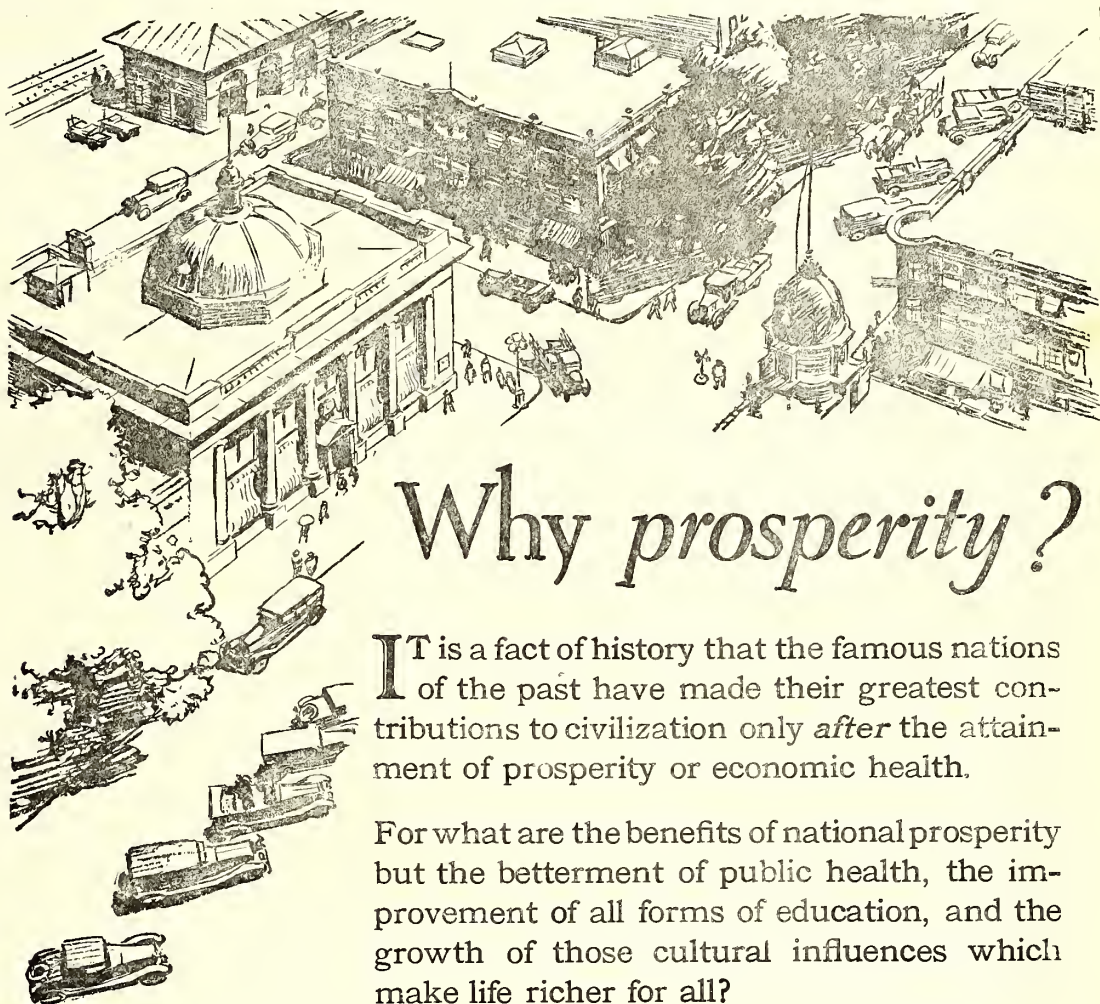 Why prosperity?
IT is a fact of history that the famous nations
of the past have made their greatest con-
tributions to civilization only after the attain-
ment of prosperity or economic health.
For what are the benefits of national prosperity
but the betterment of public health, the im-
provement of all forms of education, and the
growth of those cultural influences which
make life richer for all?